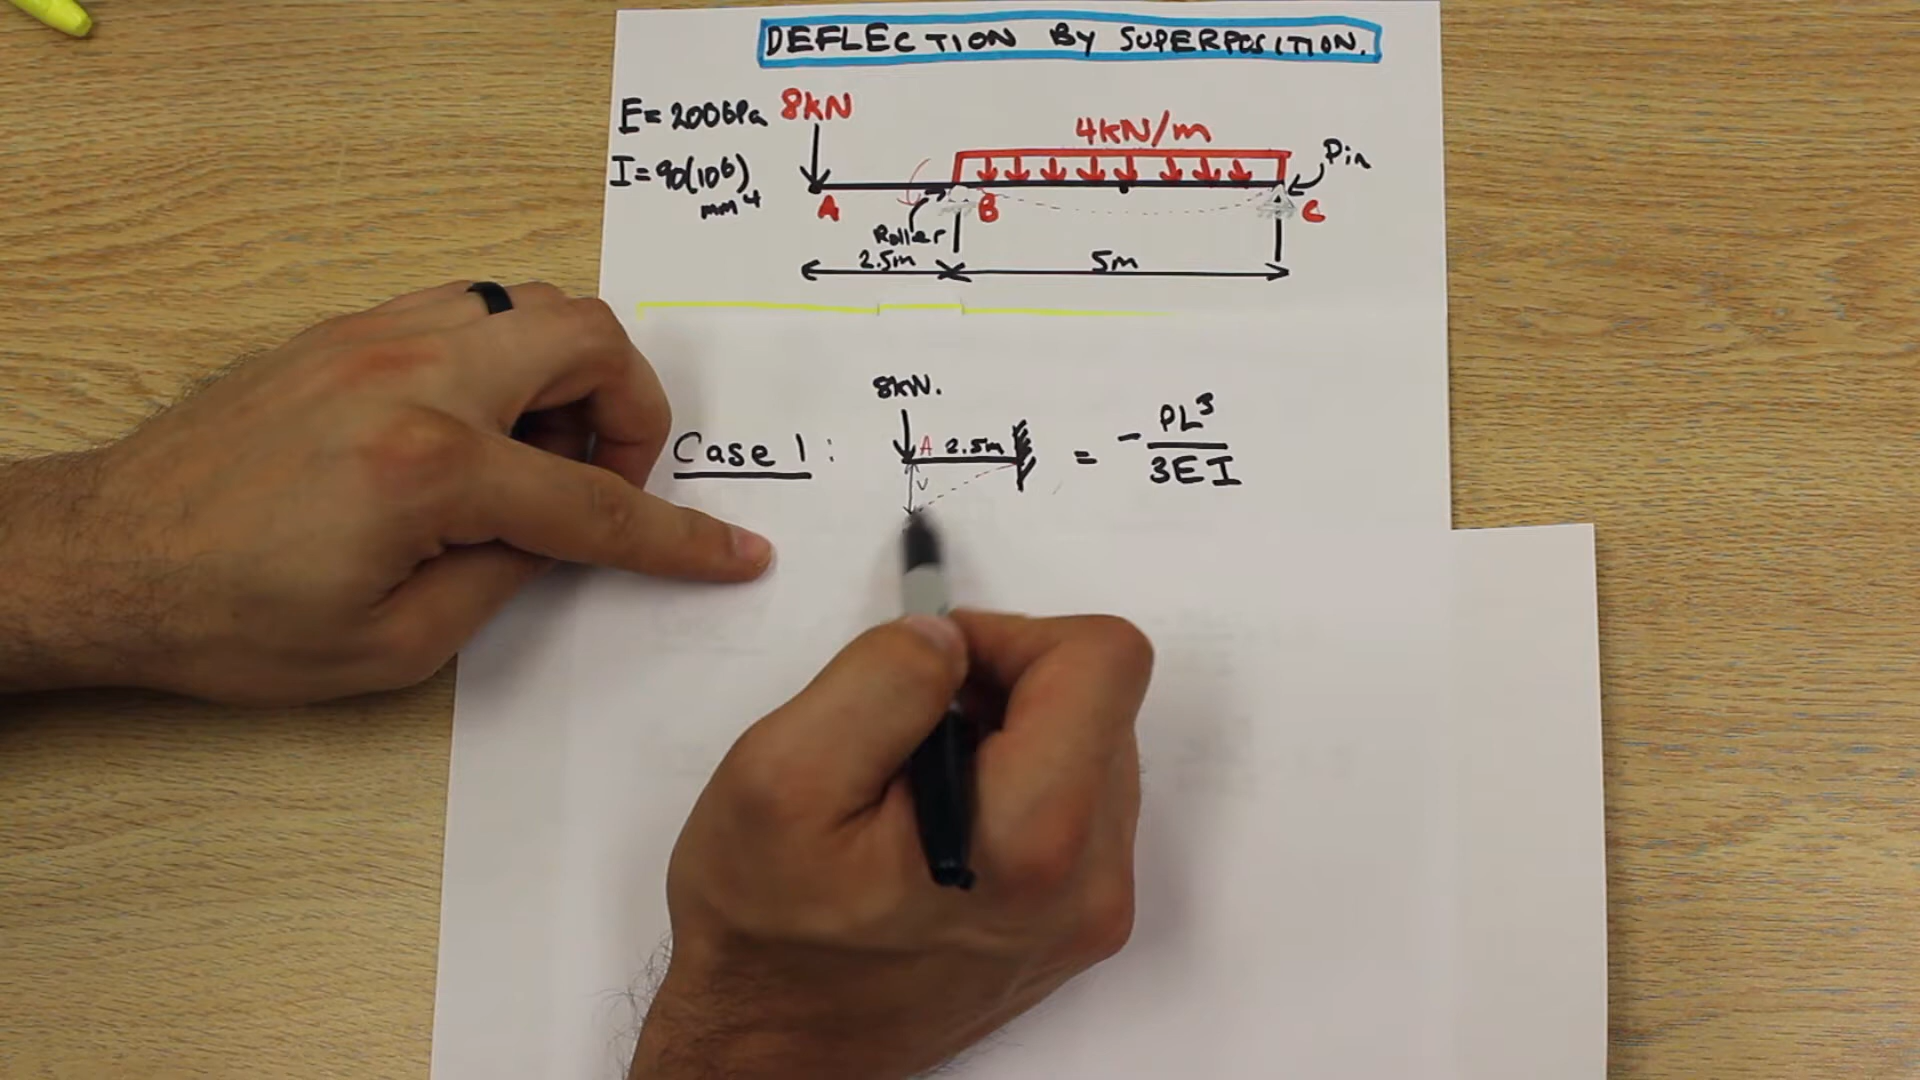 DEFLECTION BY SUPERPOSITION.
E = 200GPa
8kN
4kN/m
Pin
I = 90(10⁶)
mm⁴
A
B
C
Roller
2.5m
5m
8kN.
Case 1:
A 2.5m
= - PL³
3EI
v